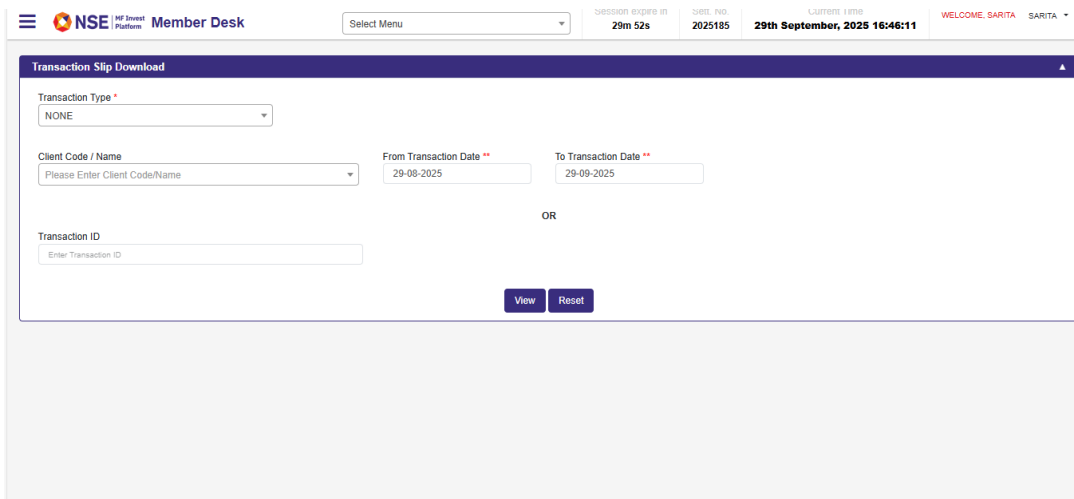 NSE MF Invest Platform Member Desk
Select Menu
Session expire in
29m 52s
Sett. No.
2025185
Current Time
29th September, 2025 16:46:11
WELCOME, SARITA
SARITA
Transaction Slip Download
Transaction Type *
NONE
Client Code / Name
From Transaction Date **
To Transaction Date **
Please Enter Client Code/Name
29-08-2025
29-09-2025
OR
Transaction ID
Enter Transaction ID
View
Reset